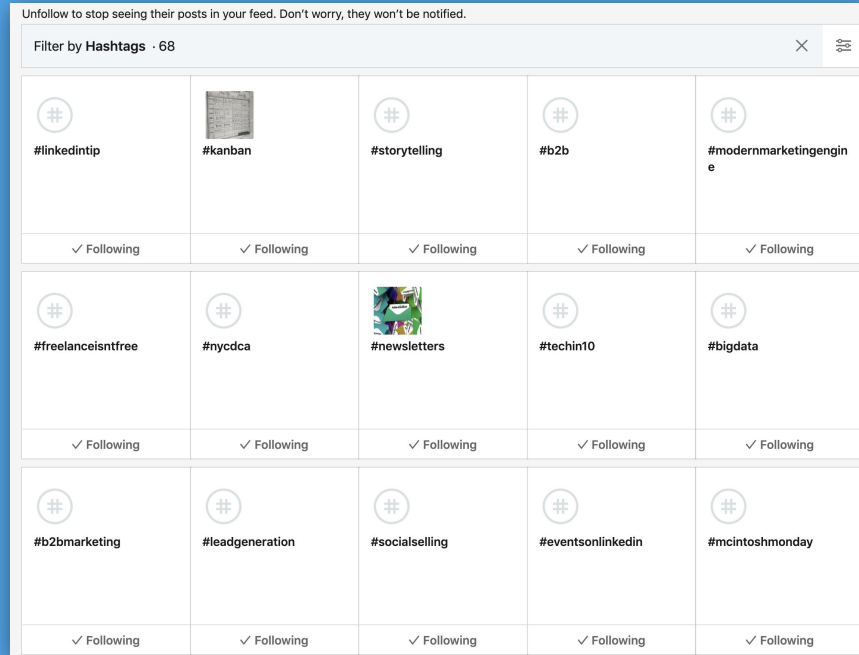 Unfollow to stop seeing their posts in your feed. Don't worry, they won't be notified.
Filter by Hashtags · 68
#linkedintip
#kanban
#storytelling
#b2b
#modernmarketingengin
e
Following
Following
Following
Following
Following
#freelanceisntfree
#nycdca
#newsletters
#techin10
#bigdata
Following
Following
Following
Following
Following
#b2bmarketing
#leadgeneration
#socialselling
#eventsonlinkedin
#mcintoshmonday
Following
Following
Following
Following
Following